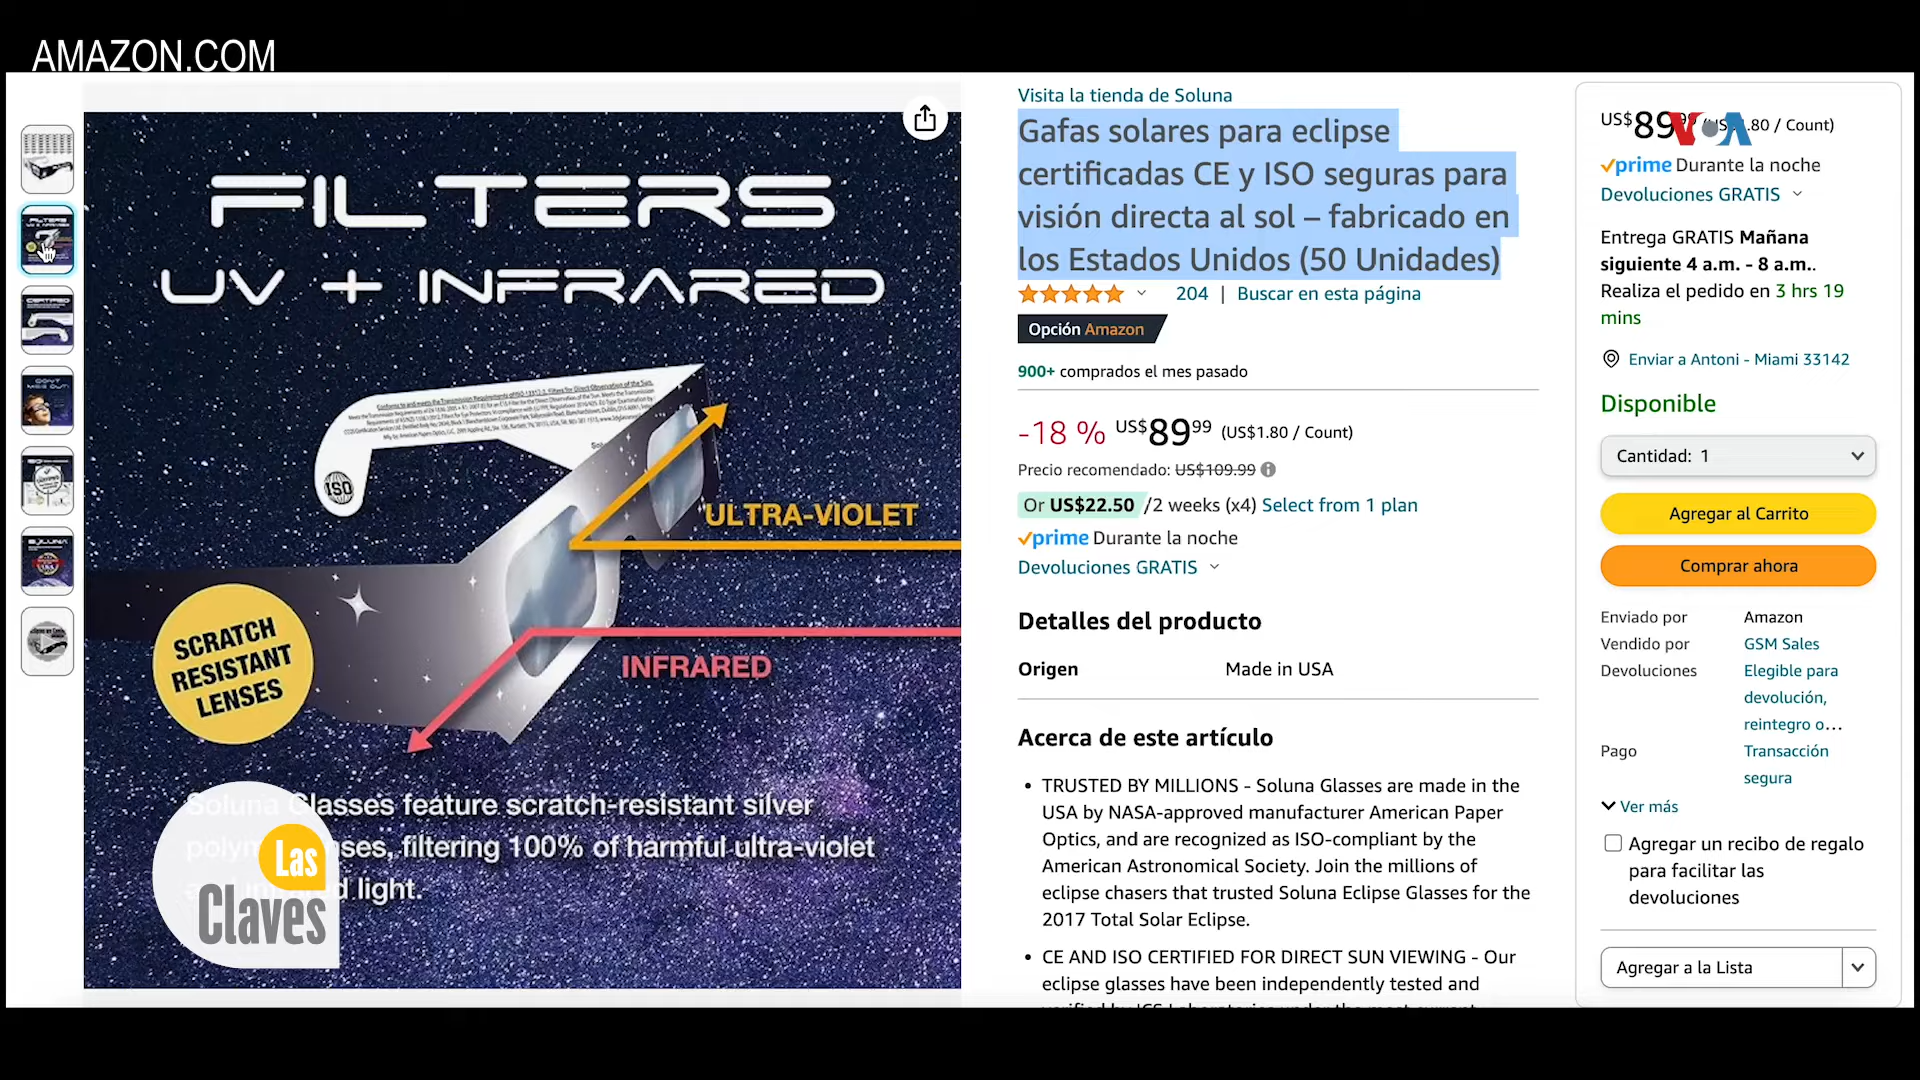 AMAZON.COM
FILTERS
UV + INFRARED
ISO
ULTRA-VIOLET
INFRARED
SCRATCH
RESISTANT
LENSES
Soluna Glasses feature scratch-resistant silver
filtering 100% of harmful ultra-violet
light.
Las
Claves
Visita la tienda de Soluna
Gafas solares para eclipse
certificadas CE y ISO seguras para
visión directa al sol – fabricado en
los Estados Unidos (50 Unidades)
204 | Buscar en esta página
Opción Amazon
900+ comprados el mes pasado
-18 % US$8999 (US$1.80 / Count)
Precio recomendado: US$109.99
Or US$22.50 /2 weeks (x4) Select from 1 plan
prime Durante la noche
Devoluciones GRATIS
Detalles del producto
Origen Made in USA
Acerca de este artículo
• TRUSTED BY MILLIONS - Soluna Glasses are made in the
USA by NASA-approved manufacturer American Paper
Optics, and are recognized as ISO-compliant by the
American Astronomical Society. Join the millions of
eclipse chasers that trusted Soluna Eclipse Glasses for the
2017 Total Solar Eclipse.
• CE AND ISO CERTIFIED FOR DIRECT SUN VIEWING - Our
eclipse glasses have been independently tested and
US$89 .80 / Count)
VOA
prime Durante la noche
Devoluciones GRATIS
Entrega GRATIS Mañana
siguiente 4 a.m. - 8 a.m..
Realiza el pedido en 3 hrs 19
mins
Enviar a Antoni - Miami 33142
Disponible
Cantidad: 1
Agregar al Carrito
Comprar ahora
Enviado por Amazon
Vendido por GSM Sales
Devoluciones Elegible para
devolución,
reintegro o…
Pago Transacción
segura
Ver más
Agregar un recibo de regalo
para facilitar las
devoluciones
Agregar a la Lista